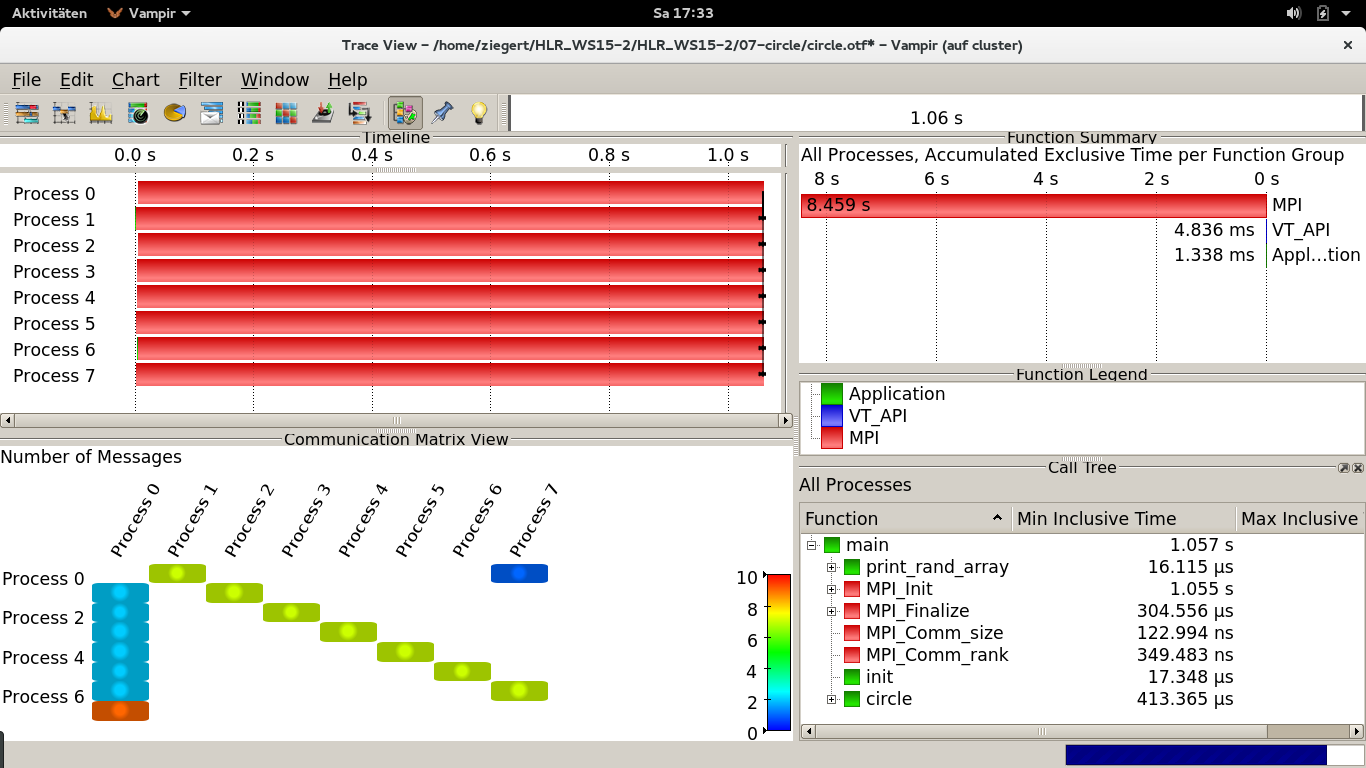 Aktivitäten Vampir Sa 17:33
Trace View – /home/ziegert/HLR_WS15-2/HLR_WS15-2/07-circle/circle.otf* – Vampir (auf cluster)
File Edit Chart Filter Window Help
1.06 s
Timeline
0.0 s 0.2 s 0.4 s 0.6 s 0.8 s 1.0 s
Process 0
Process 1
Process 2
Process 3
Process 4
Process 5
Process 6
Process 7
Function Summary
All Processes, Accumulated Exclusive Time per Function Group
8 s 6 s 4 s 2 s 0 s
8.459 s MPI
4.836 ms VT_API
1.338 ms Appl...tion
Function Legend
Application
VT_API
MPI
Communication Matrix View
Number of Messages
Process 0 Process 1 Process 2 Process 3 Process 4 Process 5 Process 6 Process 7
Process 0
Process 2
Process 4
Process 6
10
8
6
4
2
0
Call Tree
All Processes
Function Min Inclusive Time Max Inclusive
main 1.057 s
print_rand_array 16.115 µs
MPI_Init 1.055 s
MPI_Finalize 304.556 µs
MPI_Comm_size 122.994 ns
MPI_Comm_rank 349.483 ns
init 17.348 µs
circle 413.365 µs